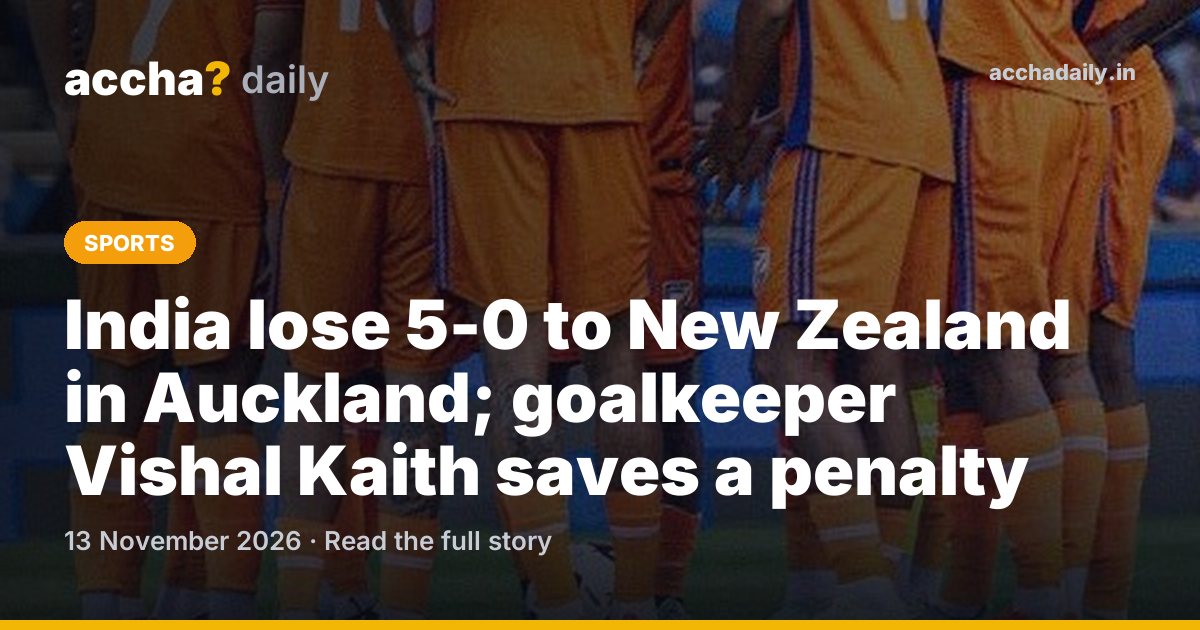 accha? daily
acchadaily.in
SPORTS
India lose 5-0 to New Zealand
in Auckland; goalkeeper
Vishal Kaith saves a penalty
13 November 2026 · Read the full story